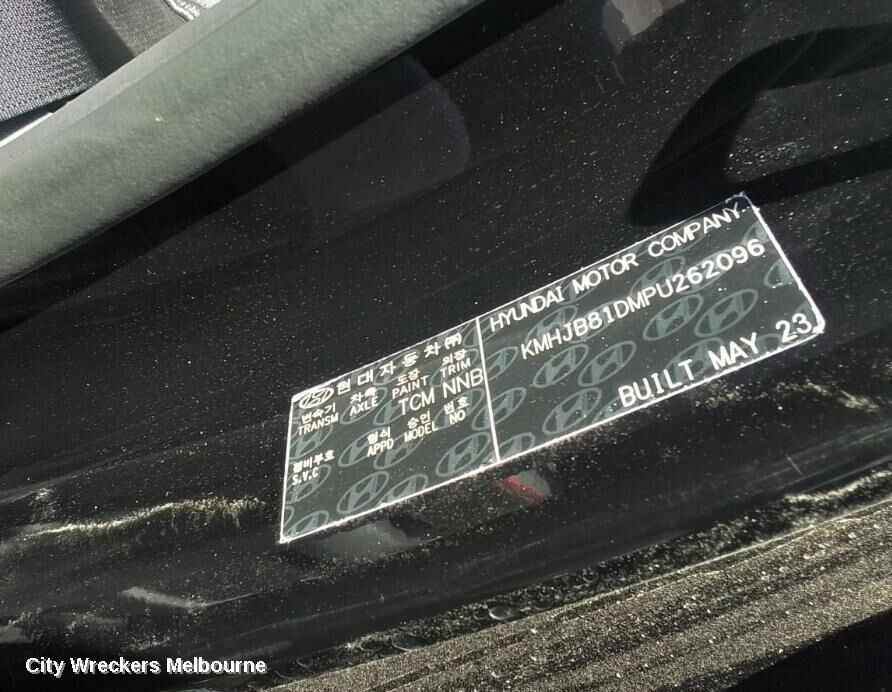 현대자동차㈜
변속기 차축 도장 외장
TRANSM AXLE PAINT TRIM
TCM NNB
형식 승인 번호
APPD MODEL NO
정비부호
S.V.C
HYUNDAI MOTOR COMPANY
KMHJB81DMPU262096
BUILT MAY 23
City Wreckers Melbourne